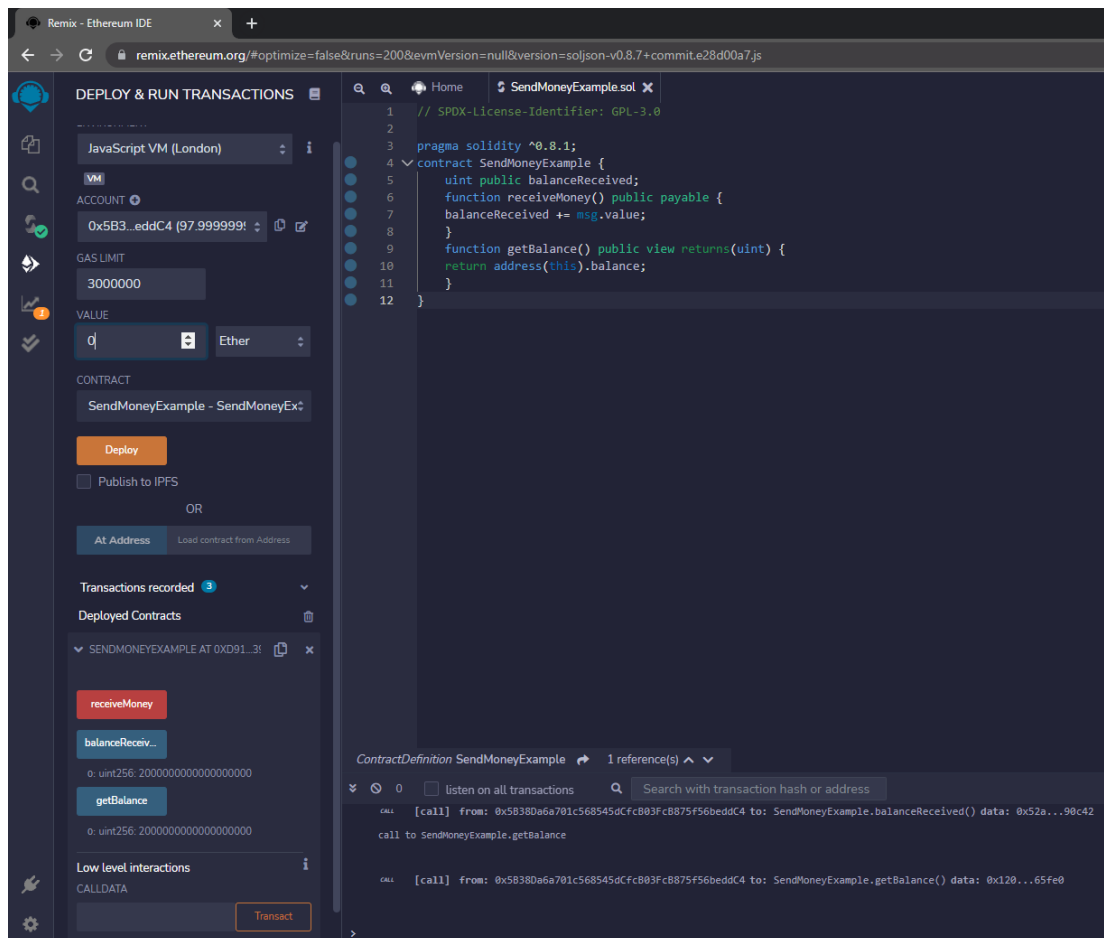 Remix - Ethereum IDE
remix.ethereum.org/#optimize=false&runs=200&evmVersion=null&version=soljson-v0.8.7+commit.e28d00a7.js
DEPLOY & RUN TRANSACTIONS
JavaScript VM (London)
VM
ACCOUNT
0x5B3...eddC4 (97.9999999
GAS LIMIT
3000000
VALUE
0
Ether
CONTRACT
SendMoneyExample - SendMoneyEx
Deploy
Publish to IPFS
OR
At Address
Load contract from Address
Transactions recorded 3
Deployed Contracts
SENDMONEYEXAMPLE AT 0XD91...39
receiveMoney
balanceReceiv...
0: uint256: 2000000000000000000
getBalance
0: uint256: 2000000000000000000
Low level interactions
CALLDATA
Transact
1
Home
SendMoneyExample.sol
1 // SPDX-License-Identifier: GPL-3.0
2
3 pragma solidity ^0.8.1;
4 contract SendMoneyExample {
5 uint public balanceReceived;
6 function receiveMoney() public payable {
7 balanceReceived += msg.value;
8 }
9 function getBalance() public view returns(uint) {
10 return address(this).balance;
11 }
12 }
ContractDefinition SendMoneyExample 1 reference(s)
0 listen on all transactions Search with transaction hash or address
CALL [call] from: 0x5B38Da6a701c568545dCfcB03FcB875f56beddC4 to: SendMoneyExample.balanceReceived() data: 0x52a...90c42
call to SendMoneyExample.getBalance
CALL [call] from: 0x5B38Da6a701c568545dCfcB03FcB875f56beddC4 to: SendMoneyExample.getBalance() data: 0x120...65fe0
>